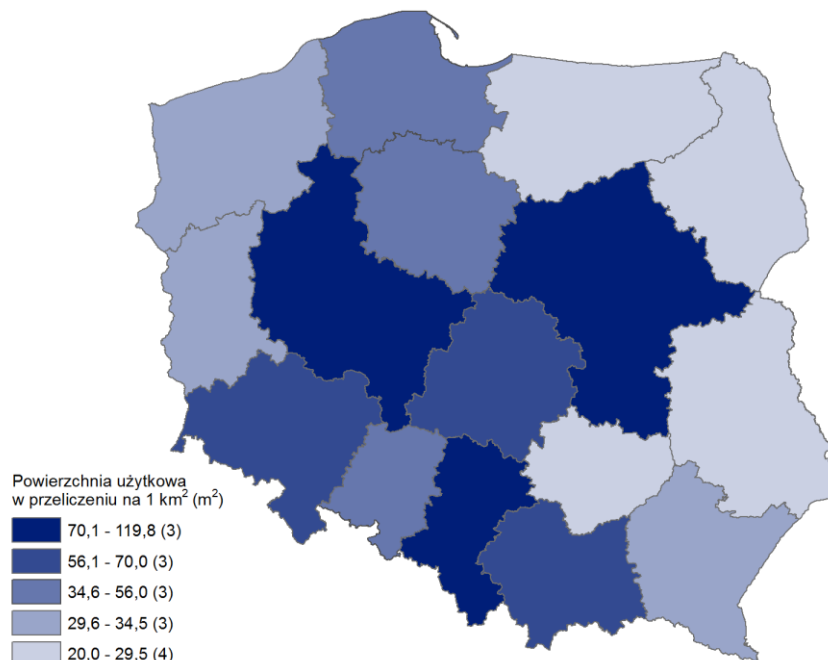 Powierzchnia użytkowa
w przeliczeniu na 1 km² (m²)
70,1 - 119,8 (3)
56,1 - 70,0 (3)
34,6 - 56,0 (3)
29,6 - 34,5 (3)
20,0 - 29,5 (4)